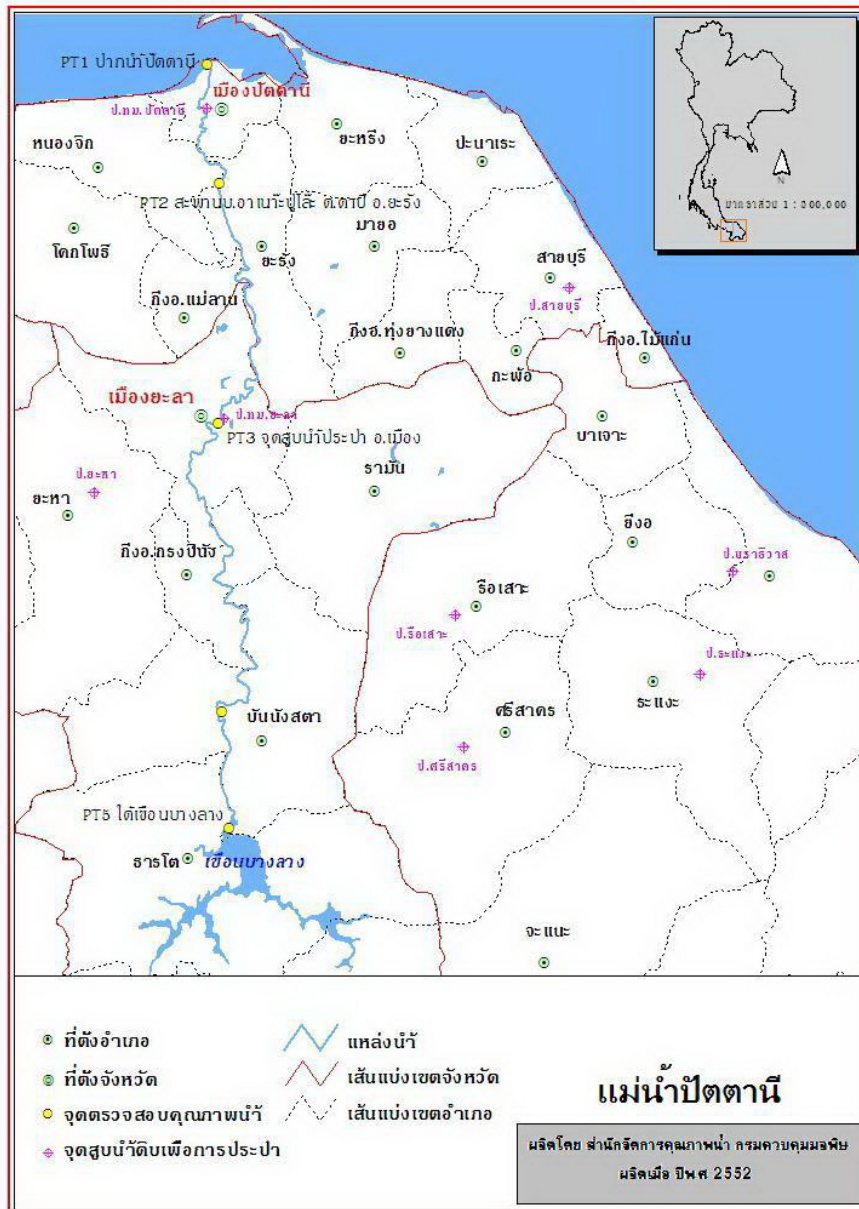 PT1 ปากน้ำปัตตานี
เมืองปัตตานี
ป.ทม.ปัตตานี
ยะหริ่ง
หนองจิก
ปะนาเระ
N
มาตราส่วน 1 : 500,000
PT2
อ.ยะรัง
มายอ
โคกโพธิ์
ยะรัง
สายบุรี
ป.สายบุรี
กิ่งอ.แม่ลาน
กิ่งอ.ทุ่งยางแดง
กะพ้อ
กิ่งอ.ไม้แก่น
เมืองยะลา
ป.ทม.ยะลา
บาเจาะ
PT3 จุดสูบน้ำประปา อ.เมือง
ป.ยะหา
ยะหา
รามัน
ยี่งอ
กิ่งอ.กรงปินัง
ป.นราธิวาส
รือเสาะ
ป.รือเสาะ
ป.ระแงะ
ระแงะ
บันนังสตา
ศรีสาคร
ป.ศรีสาคร
PT5 ใต้เขื่อนบางลาง
ธารโต
เขื่อนบางลาง
จะแนะ
ที่ตั้งอำเภอ
แหล่งน้ำ
ที่ตั้งจังหวัด
เส้นแบ่งเขตจังหวัด
จุดตรวจสอบคุณภาพน้ำ
เส้นแบ่งเขตอำเภอ
จุดสูบน้ำดิบเพื่อการประปา
แม่น้ำปัตตานี
ผลิตโดย สำนักจัดการคุณภาพน้ำ กรมควบคุมมลพิษ
ผลิตเมื่อ ปีพ.ศ 2552